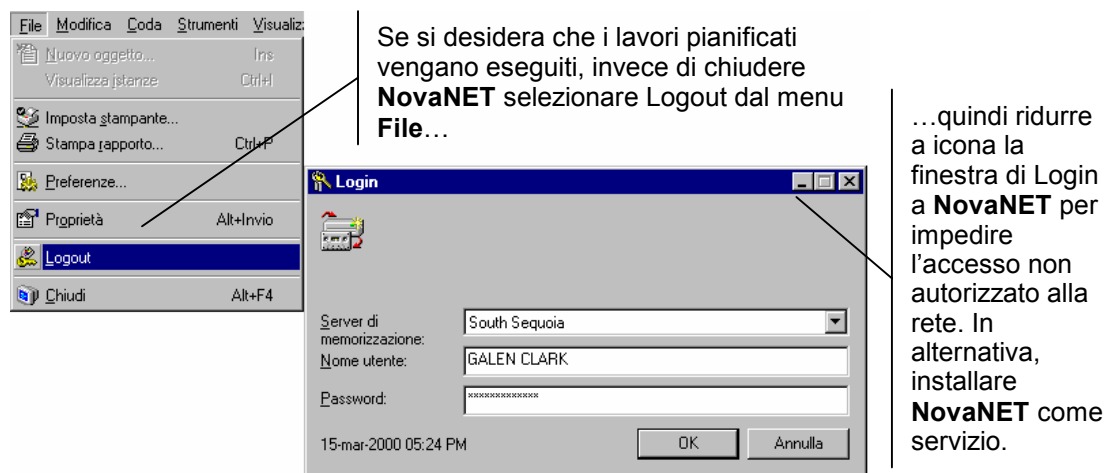 File Modifica Coda Strumenti Visualiz
Nuovo oggetto... Ins
Visualizza istanze Ctrl+I
Imposta stampante...
Stampa rapporto... Ctrl+P
Preferenze...
Proprietà Alt+Invio
Logout
Chiudi Alt+F4
Se si desidera che i lavori pianificati
vengano eseguiti, invece di chiudere
NovaNET selezionare Logout dal menu
File…
Login
Server di
memorizzazione:
South Sequoia
Nome utente: GALEN CLARK
Password: *************
15-mar-2000 05:24 PM OK Annulla
…quindi ridurre
a icona la
finestra di Login
a NovaNET per
impedire
l'accesso non
autorizzato alla
rete. In
alternativa,
installare
NovaNET come
servizio.